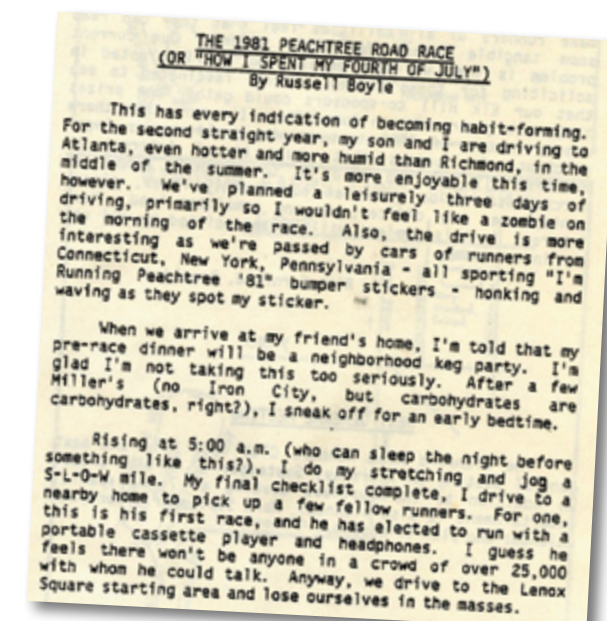 THE 1981 PEACHTREE ROAD RACE
(OR "HOW I SPENT MY FOURTH OF JULY")
By Russell Boyle
This has every indication of becoming habit-forming.
For the second straight year, my son and I are driving to
Atlanta, even hotter and more humid than Richmond, in the
middle of the summer. It's more enjoyable this time,
however. We've planned a leisurely three days of
driving, primarily so I wouldn't feel like a zombie on
the morning of the race. Also, the drive is more
interesting as we're passed by cars of runners from
Connecticut, New York, Pennsylvania - all sporting "I'm
Running Peachtree '81" bumper stickers - honking and
waving as they spot my sticker.
When we arrive at my friend's home, I'm told that my
pre-race dinner will be a neighborhood keg party. I'm
glad I'm not taking this too seriously. After a few
Miller's (no Iron City, but carbohydrates are
carbohydrates, right?), I sneak off for an early bedtime.
Rising at 5:00 a.m. (who can sleep the night before
something like this?), I do my stretching and jog a
S-L-O-W mile. My final checklist complete, I drive to a
nearby home to pick up a few fellow runners. For one,
this is his first race, and he has elected to run with a
portable cassette player and headphones. I guess he
feels there won't be anyone in a crowd of over 25,000
with whom he could talk. Anyway, we drive to the Lenox
Square starting area and lose ourselves in the masses.